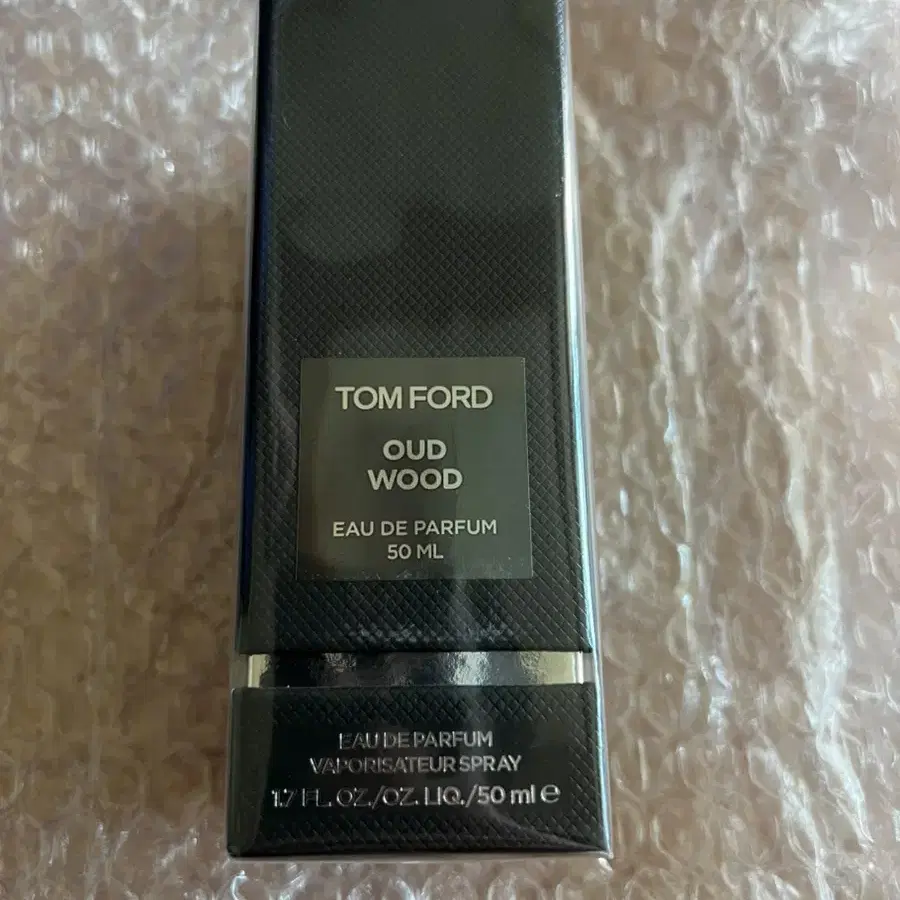 TOM FORD
OUD
WOOD
EAU DE PARFUM
50 ML
EAU DE PARFUM
VAPORISATEUR SPRAY
1.7 FL. OZ./OZ. LIQ./50 ml ℮